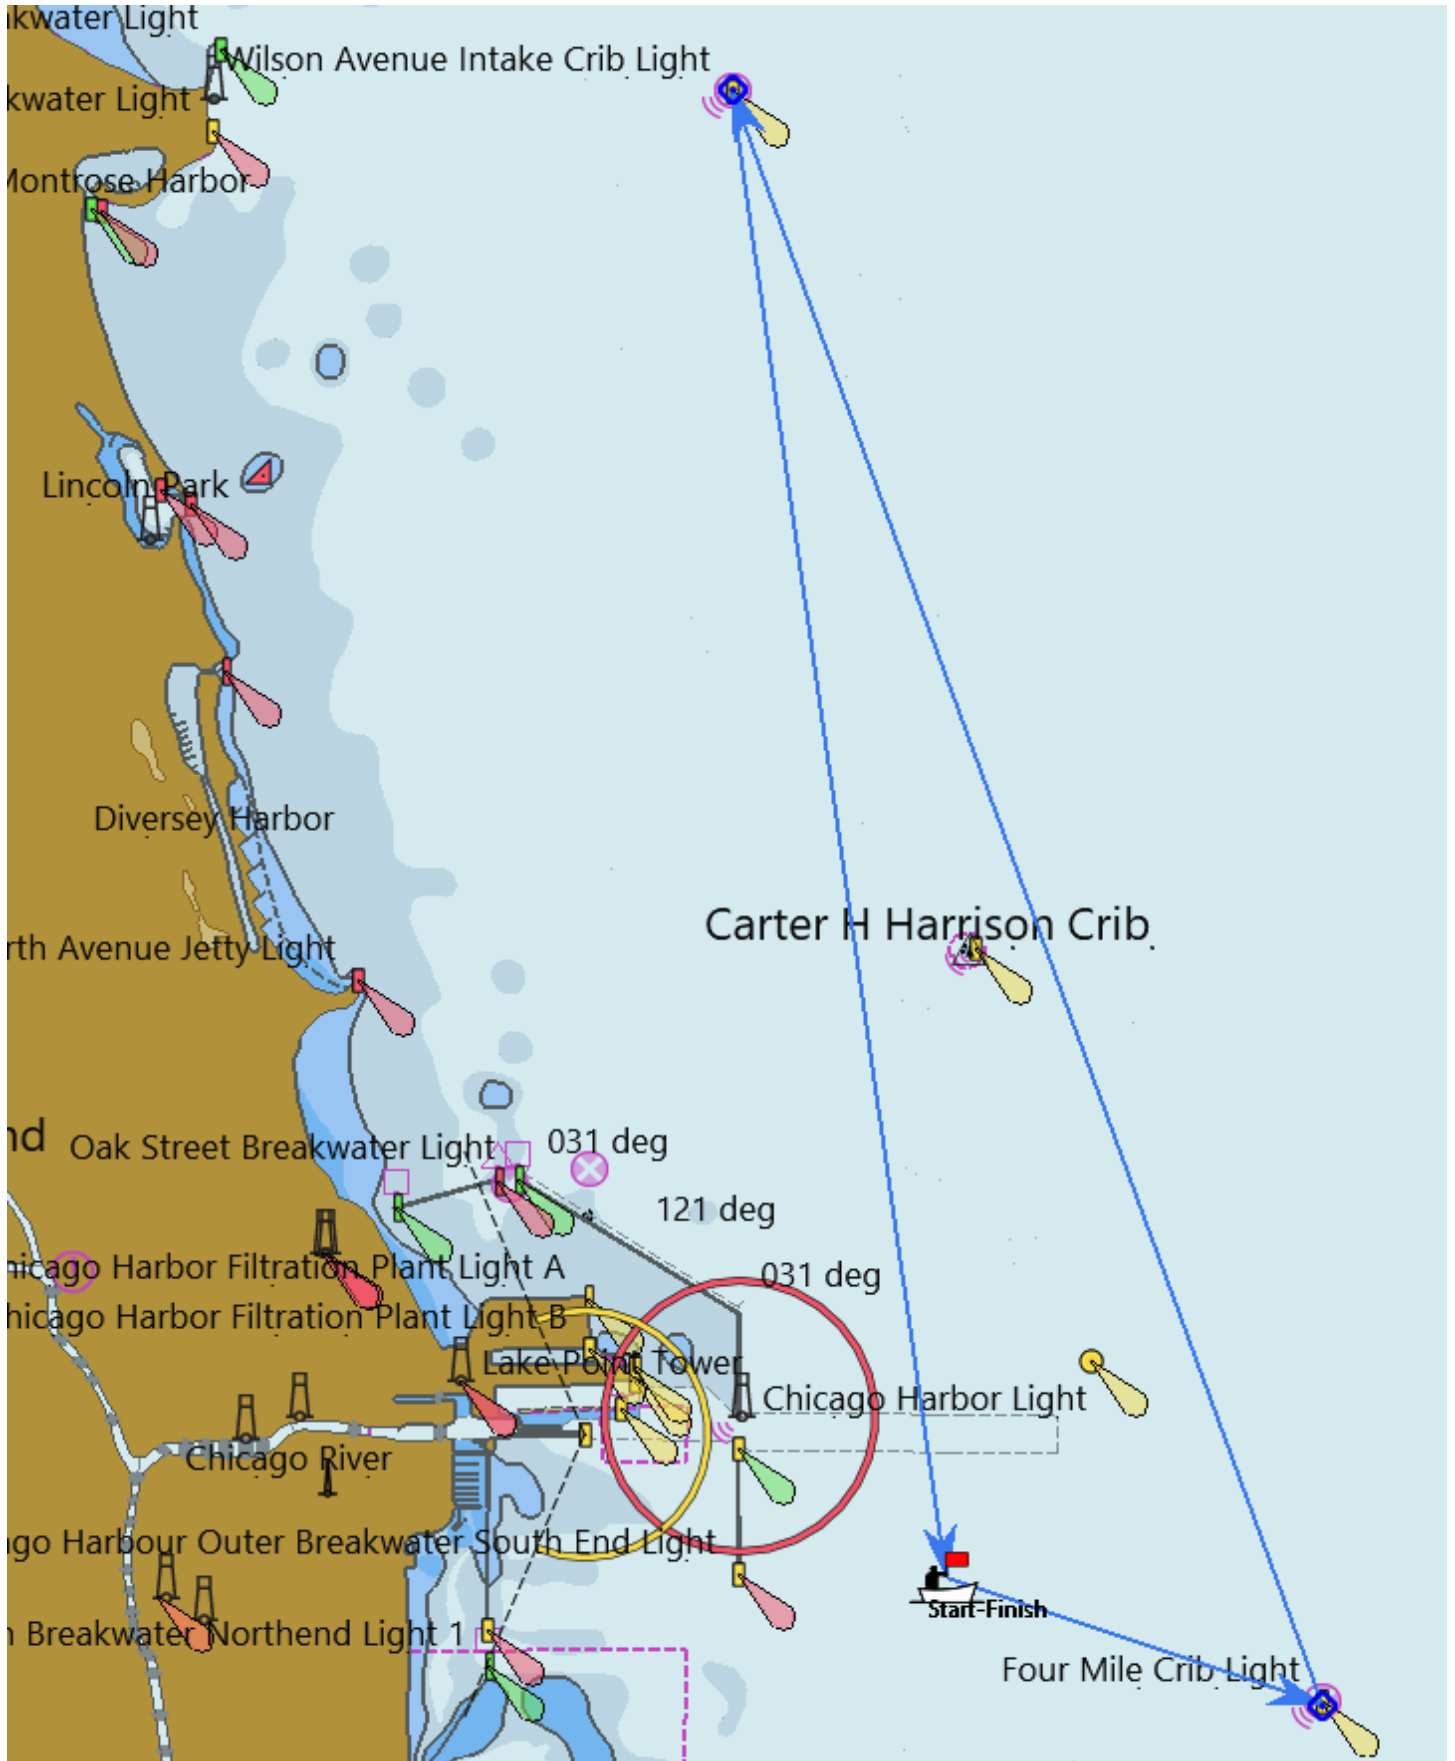 akwater Light
Wilson Avenue Intake Crib Light
kwater Light
Montrose Harbor
Lincoln Park
Diversey Harbor
Carter H Harrison Crib
rth Avenue Jetty Light
nd
Oak Street Breakwater Light
031 deg
121 deg
hicago Harbor Filtration Plant Light A
031 deg
Chicago Harbor Filtration Plant Light B
Lake Point Tower
Chicago Harbor Light
Chicago River
ago Harbour Outer Breakwater South End Light
Start-Finish
n Breakwater Northend Light 1
Four Mile Crib Light